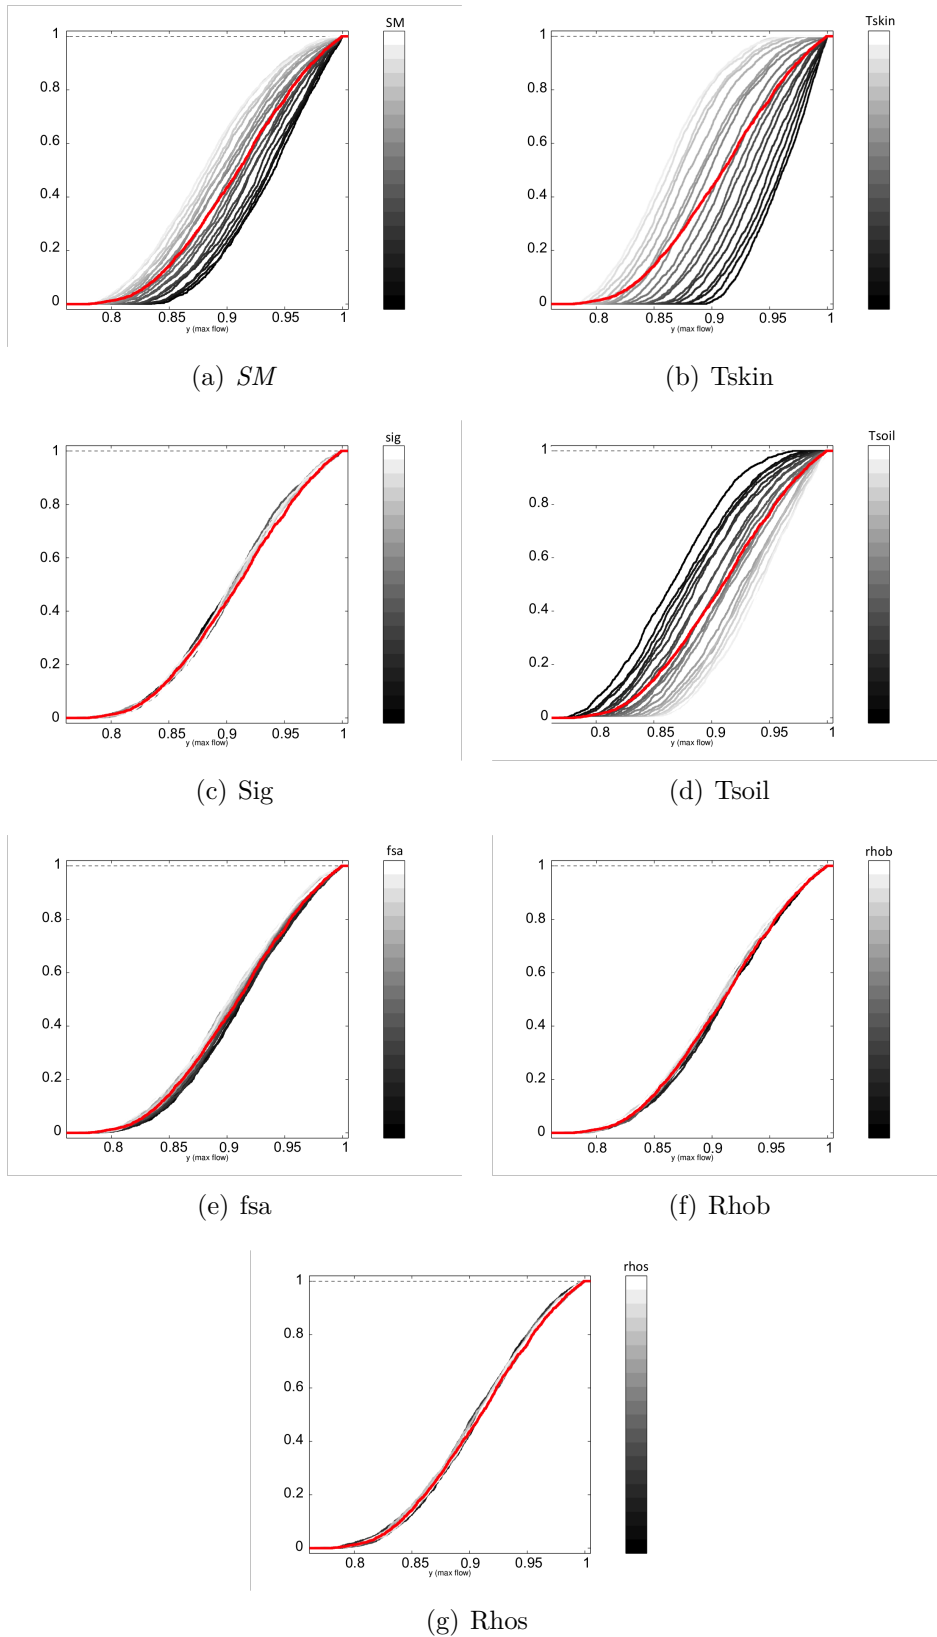 SM
1
0.8
0.6
0.4
0.2
0
0.8 0.85 0.9 0.95 1
y (max flow)
(a) SM
Tskin
1
0.8
0.6
0.4
0.2
0
0.8 0.85 0.9 0.95 1
y (max flow)
(b) Tskin
sig
1
0.8
0.6
0.4
0.2
0
0.8 0.85 0.9 0.95 1
y (max flow)
(c) Sig
Tsoil
1
0.8
0.6
0.4
0.2
0
0.8 0.85 0.9 0.95 1
y (max flow)
(d) Tsoil
fsa
1
0.8
0.6
0.4
0.2
0
0.8 0.85 0.9 0.95 1
y (max flow)
(e) fsa
rhob
1
0.8
0.6
0.4
0.2
0
0.8 0.85 0.9 0.95 1
y (max flow)
(f) Rhob
rhos
1
0.8
0.6
0.4
0.2
0
0.8 0.85 0.9 0.95 1
y (max flow)
(g) Rhos